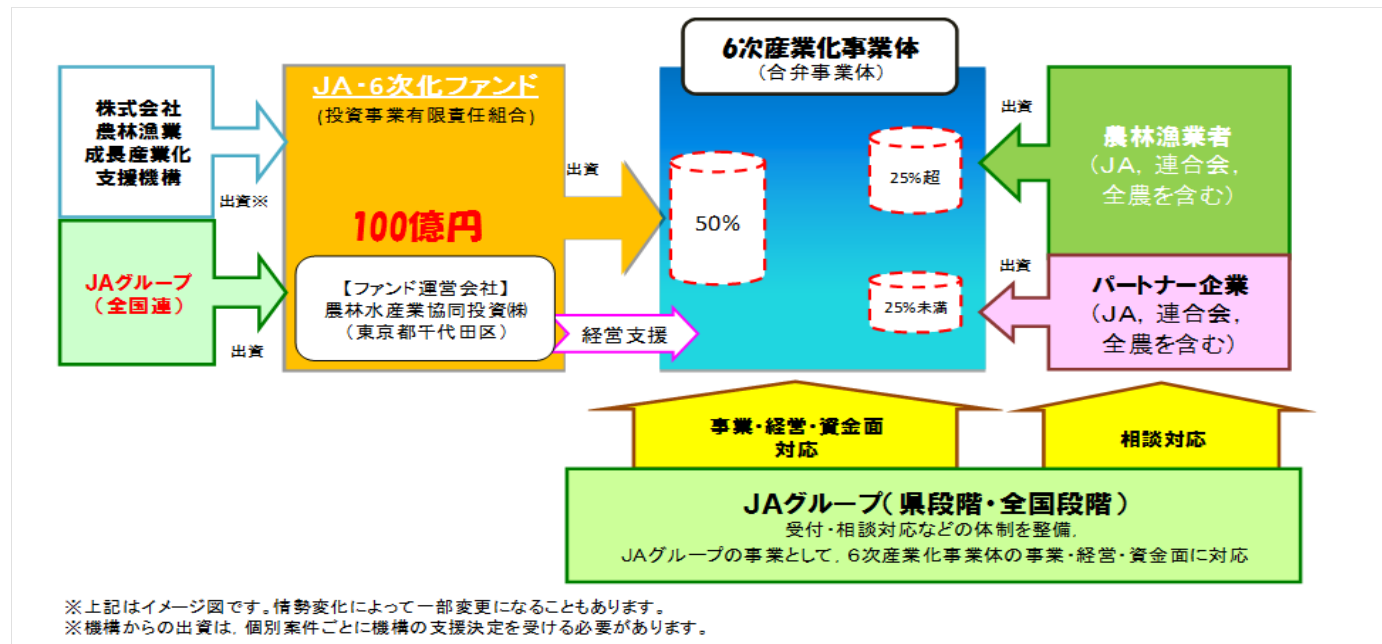 6次産業化事業体
(合弁事業体)
株式会社
農林漁業
成長産業化
支援機構
出資※
JAグループ
(全国連)
出資
JA・6次化ファンド
(投資事業有限責任組合)
100億円
【ファンド運営会社】
農林水産業協同投資㈱
(東京都千代田区)
出資
経営支援
50%
25%超
25%未満
出資
農林漁業者
(JA, 連合会,
全農を含む)
出資
パートナー企業
(JA, 連合会,
全農を含む)
事業・経営・資金面
対応
相談対応
JAグループ(県段階・全国段階)
受付・相談対応などの体制を整備,
JAグループの事業として, 6次産業化事業体の事業・経営・資金面に対応
※上記はイメージ図です。情勢変化によって一部変更になることもあります。
※機構からの出資は, 個別案件ごとに機構の支援決定を受ける必要があります。